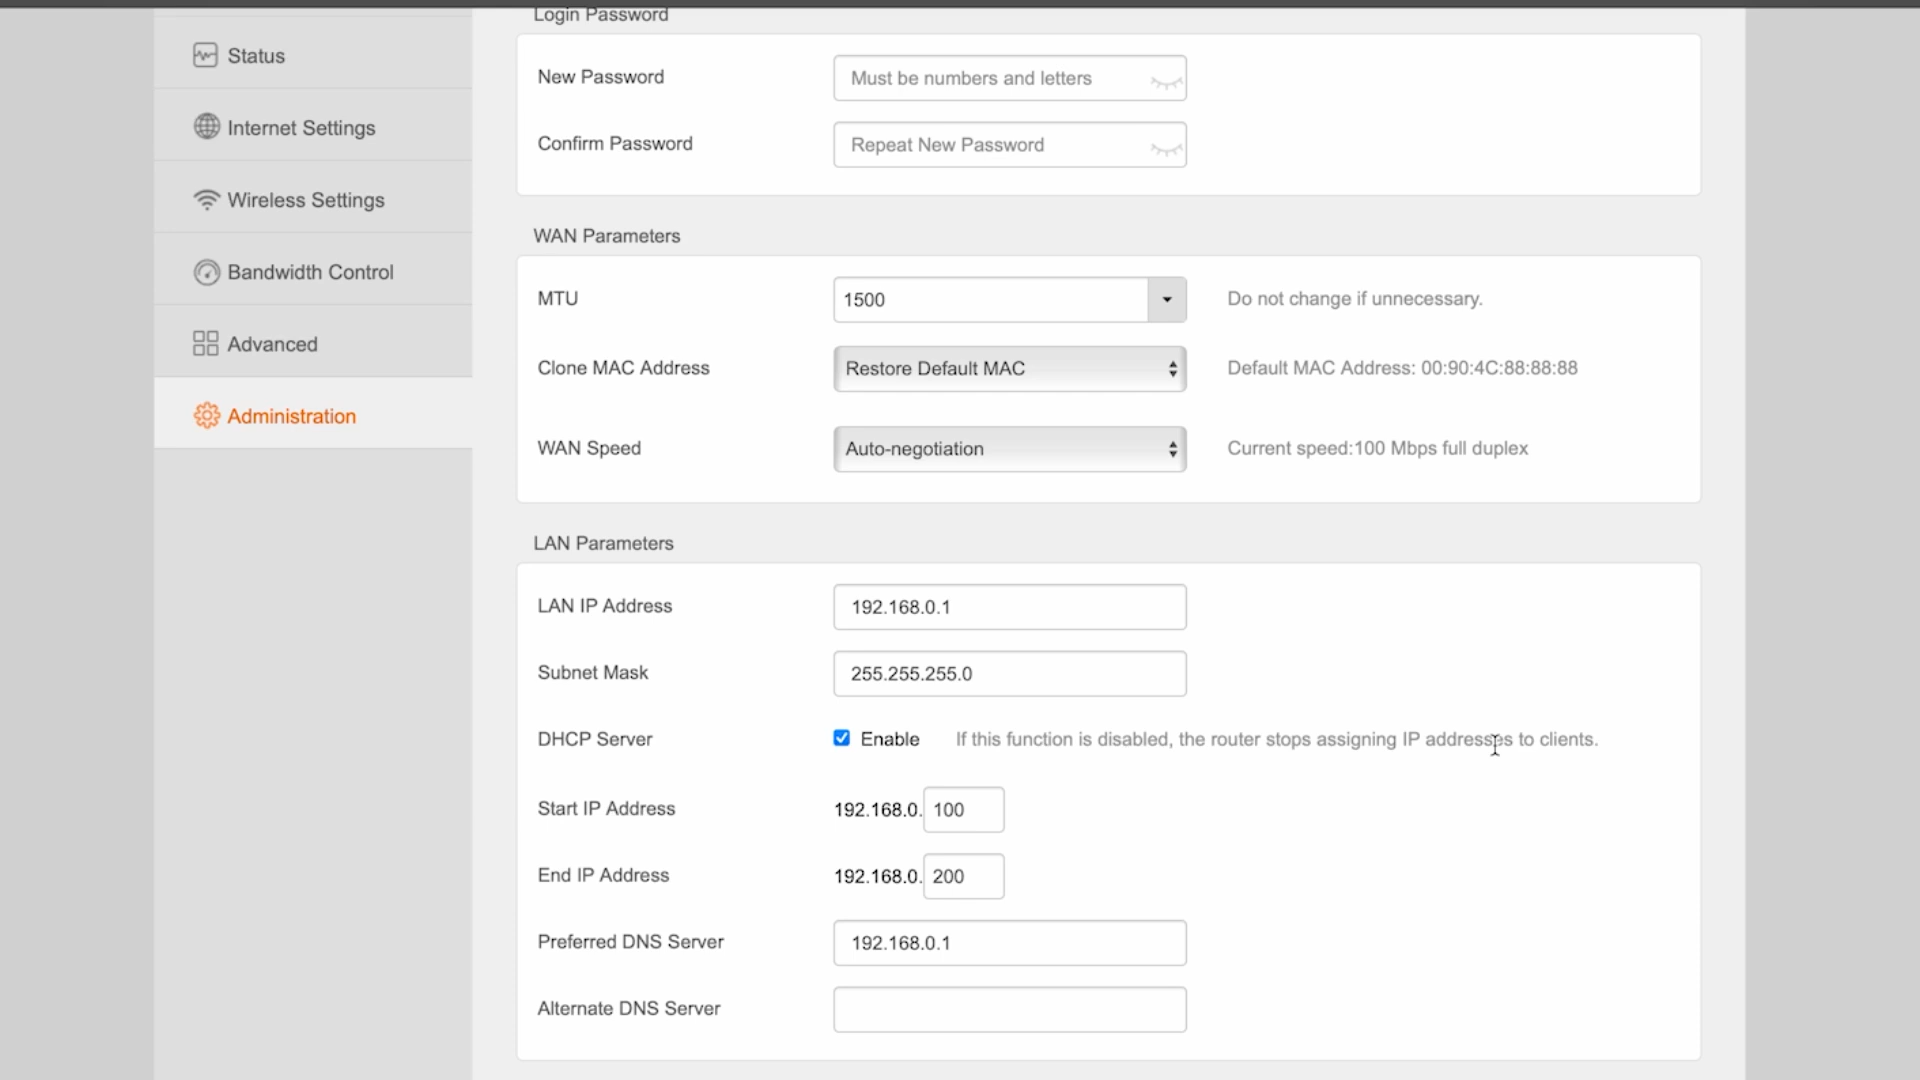 Login Password
Status
New Password Must be numbers and letters
Internet Settings
Confirm Password Repeat New Password
Wireless Settings
WAN Parameters
Bandwidth Control
MTU 1500 Do not change if unnecessary.
Advanced
Clone MAC Address Restore Default MAC Default MAC Address: 00:90:4C:88:88:88
Administration
WAN Speed Auto-negotiation Current speed:100 Mbps full duplex
LAN Parameters
LAN IP Address 192.168.0.1
Subnet Mask 255.255.255.0
DHCP Server Enable If this function is disabled, the router stops assigning IP addresses to clients.
Start IP Address 192.168.0. 100
End IP Address 192.168.0. 200
Preferred DNS Server 192.168.0.1
Alternate DNS Server